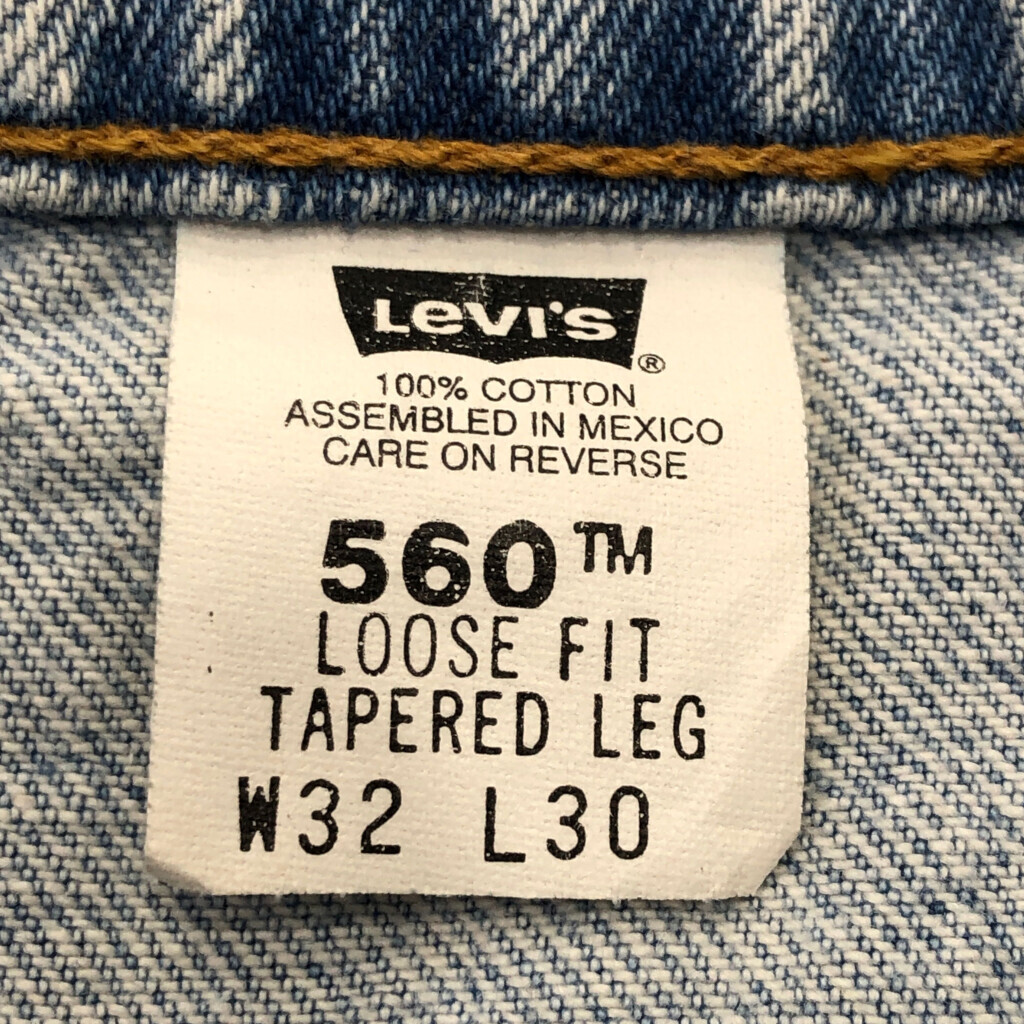 Levi's ®
100% COTTON
ASSEMBLED IN MEXICO
CARE ON REVERSE
560™
LOOSE FIT
TAPERED LEG
W32 L30